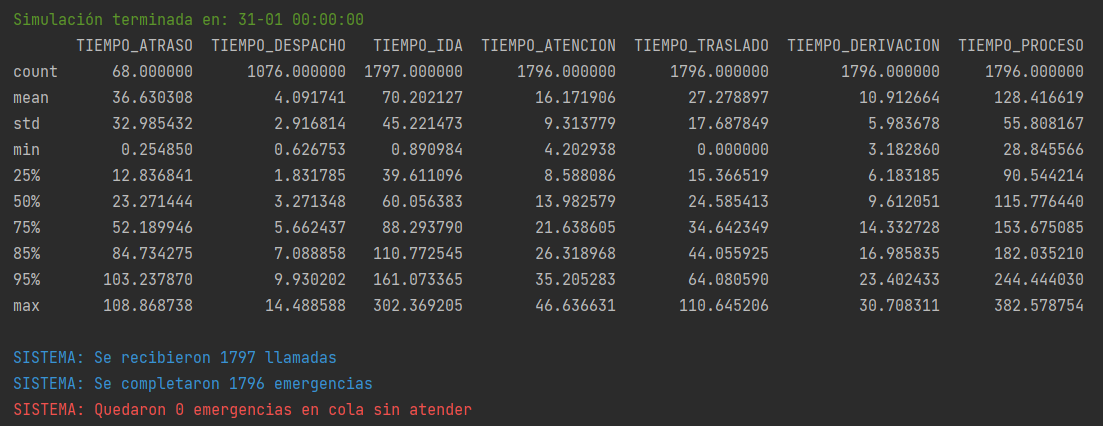 Simulación terminada en: 31-01 00:00:00
TIEMPO_ATRASO TIEMPO_DESPACHO TIEMPO_IDA TIEMPO_ATENCION TIEMPO_TRASLADO TIEMPO_DERIVACION TIEMPO_PROCESO
count 68.000000 1076.000000 1797.000000 1796.000000 1796.000000 1796.000000 1796.000000
mean 36.630308 4.091741 70.202127 16.171906 27.278897 10.912664 128.416619
std 32.985432 2.916814 45.221473 9.313779 17.687849 5.983678 55.808167
min 0.254850 0.626753 0.890984 4.202938 0.000000 3.182860 28.845566
25% 12.836841 1.831785 39.611096 8.588086 15.366519 6.183185 90.544214
50% 23.271444 3.271348 60.056383 13.982579 24.585413 9.612051 115.776440
75% 52.189946 5.662437 88.293790 21.638605 34.642349 14.332728 153.675085
85% 84.734275 7.088858 110.772545 26.318968 44.055925 16.985835 182.035210
95% 103.237870 9.930202 161.073365 35.205283 64.080590 23.402433 244.444030
max 108.868738 14.488588 302.369205 46.636631 110.645206 30.708311 382.578754
SISTEMA: Se recibieron 1797 llamadas
SISTEMA: Se completaron 1796 emergencias
SISTEMA: Quedaron 0 emergencias en cola sin atender